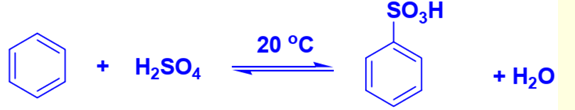 SO₃H
+ H₂SO₄ 20 °C + H₂O